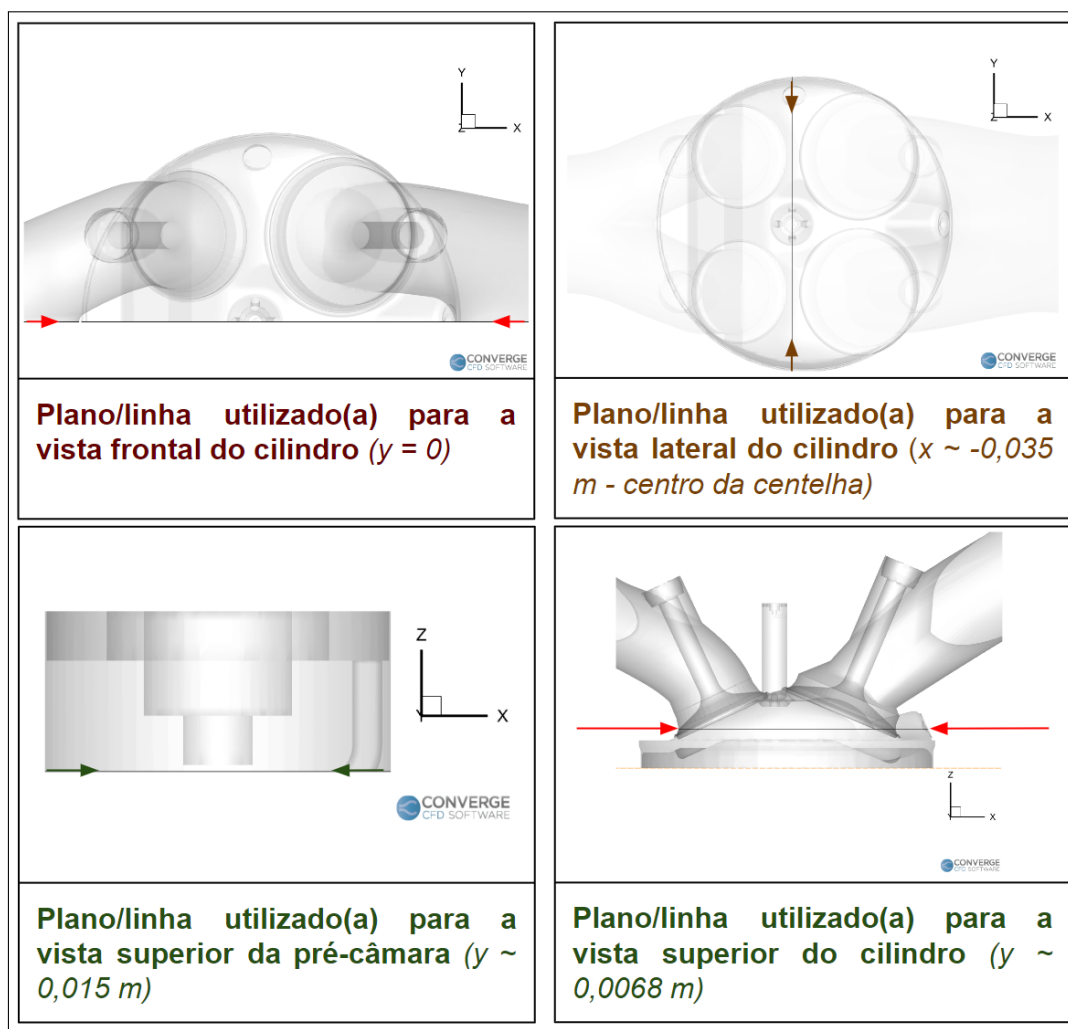 Y
Z
X
CONVERGE
CFD SOFTWARE
Plano/linha utilizado(a) para a
vista frontal do cilindro (y = 0)
Y
Z
X
CONVERGE
CFD SOFTWARE
Plano/linha utilizado(a) para a
vista lateral do cilindro (x ~ -0,035
m - centro da centelha)
Z
Y
X
CONVERGE
CFD SOFTWARE
Plano/linha utilizado(a) para a
vista superior da pré-câmara (y ~
0,015 m)
Z
Y
X
CONVERGE
CFD SOFTWARE
Plano/linha utilizado(a) para a
vista superior do cilindro (y ~
0,0068 m)